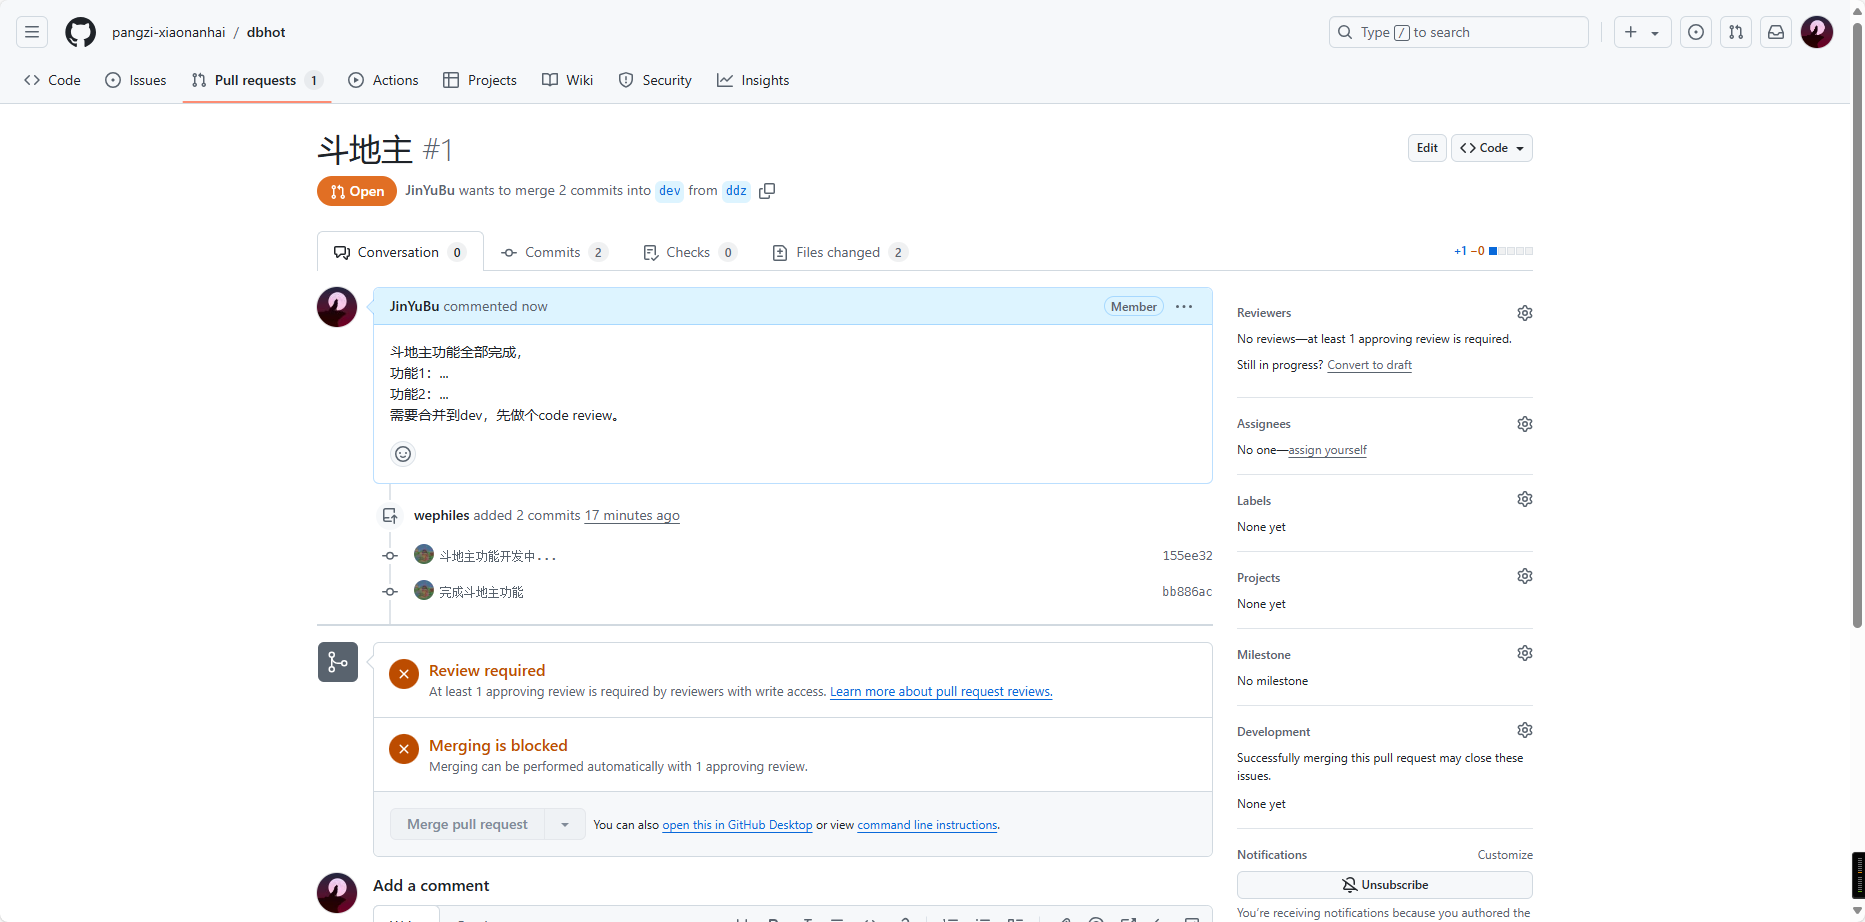 pangzi-xiaonanhai / dbhot
Type / to search
Code
Issues
Pull requests 1
Actions
Projects
Wiki
Security
Insights
斗地主 #1
Edit
Code
Open
JinYuBu wants to merge 2 commits into dev from ddz
Conversation 0
Commits 2
Checks 0
Files changed 2
+1 −0
JinYuBu commented now
Member
斗地主功能全部完成，
功能1：...
功能2：...
需要合并到dev，先做个code review。
wephiles added 2 commits 17 minutes ago
斗地主功能开发中...
155ee32
完成斗地主功能
bb886ac
Review required
At least 1 approving review is required by reviewers with write access. Learn more about pull request reviews.
Merging is blocked
Merging can be performed automatically with 1 approving review.
Merge pull request
You can also open this in GitHub Desktop or view command line instructions.
Add a comment
Reviewers
No reviews—at least 1 approving review is required.
Still in progress? Convert to draft
Assignees
No one—assign yourself
Labels
None yet
Projects
None yet
Milestone
No milestone
Development
Successfully merging this pull request may close these
issues.
None yet
Notifications
Customize
Unsubscribe
You're receiving notifications because you authored the